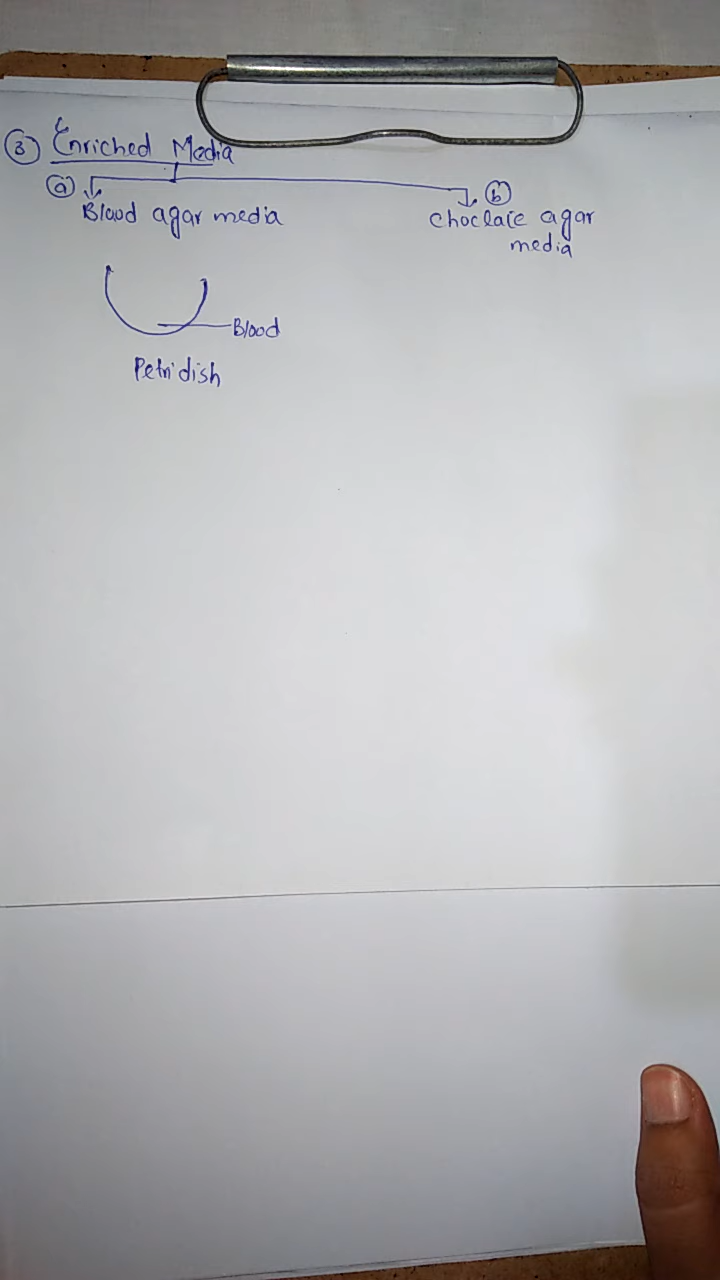 ③ Enriched Media
ⓐ Blood agar media
ⓑ Choclate agar
media
Blood
Petridish